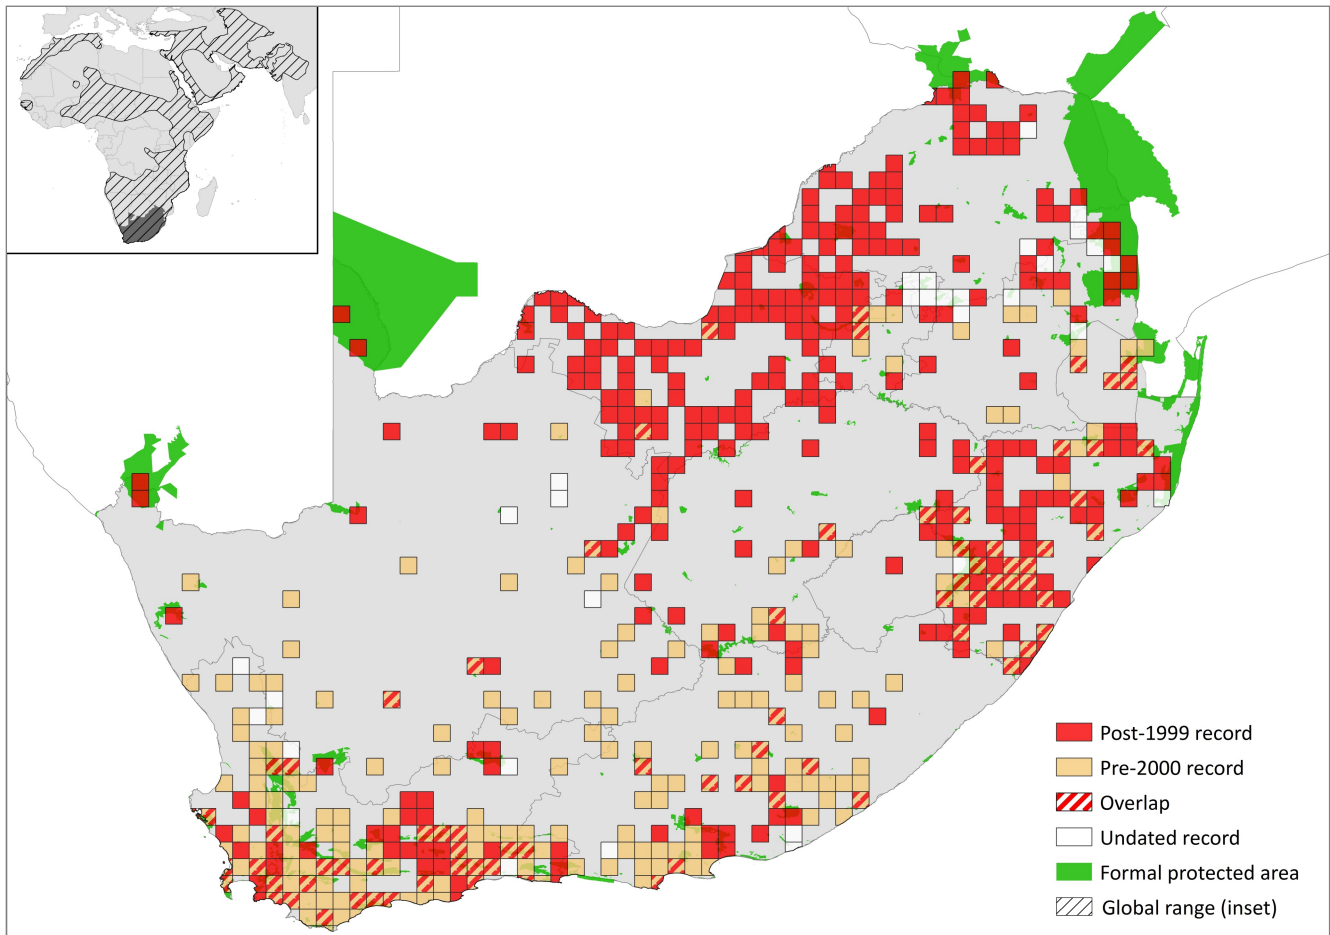 Post-1999 record
Pre-2000 record
Overlap
Undated record
Formal protected area
Global range (inset)